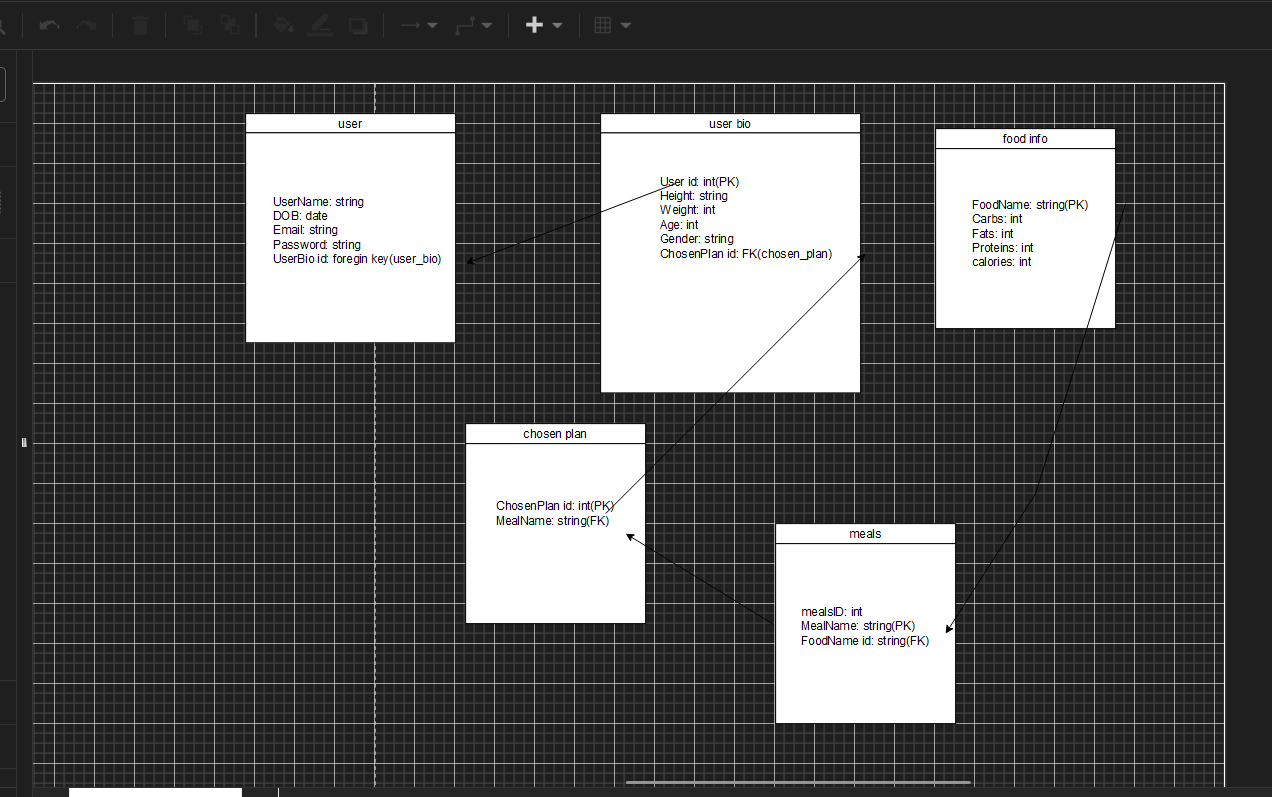 user
UserName: string
DOB: date
Email: string
Password: string
UserBio id: foregin key(user_bio)
user bio
User id: int(PK)
Height: string
Weight: int
Age: int
Gender: string
ChosenPlan id: FK(chosen_plan)
food info
FoodName: string(PK)
Carbs: int
Fats: int
Proteins: int
calories: int
chosen plan
ChosenPlan id: int(PK)
MealName: string(FK)
meals
mealsID: int
MealName: string(PK)
FoodName id: string(FK)